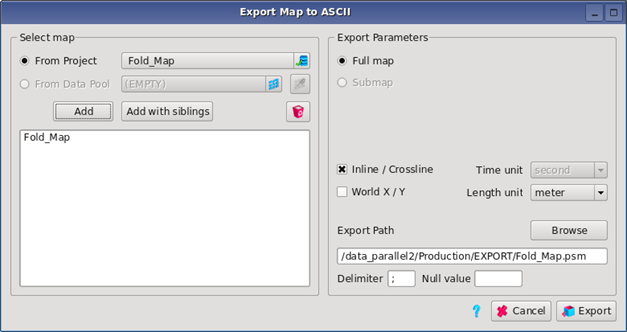 Export Map to ASCII
Select map
From Project
Fold_Map
From Data Pool
(EMPTY)
Add
Add with siblings
Fold_Map
Export Parameters
Full map
Submap
Inline / Crossline
Time unit
second
World X / Y
Length unit
meter
Export Path
Browse
/data_parallel2/Production/EXPORT/Fold_Map.psm
Delimiter
;
Null value
?
Cancel
Export